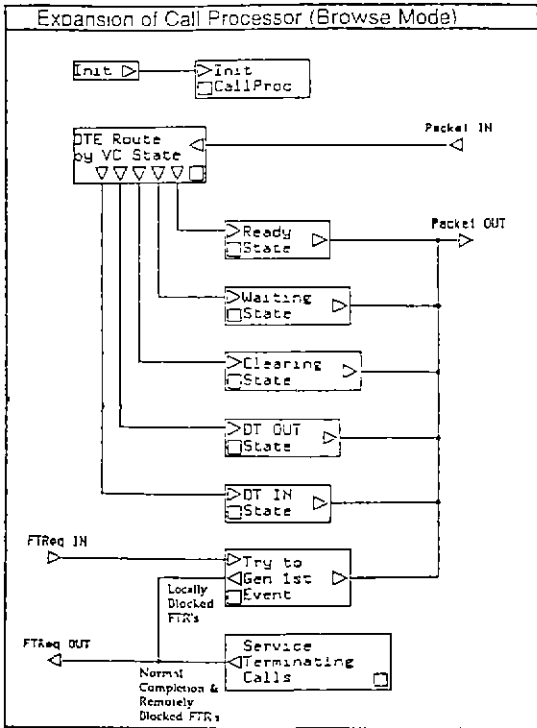 Expansion of Call Processor (Browse Mode)
Init
Init
CallProc
DTE Route
by VC State
Packet IN
Packet OUT
Ready
State
Waiting
State
Clearing
State
DT OUT
State
DT IN
State
FTReq IN
Try to
Gen 1st
Event
Locally
Blocked
FTR's
FTReq OUT
Service
Terminating
Calls
Normal
Completion &
Remotely
Blocked FTR's